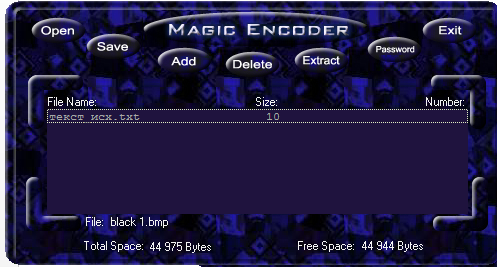 Open Save MAGIC ENCODER Password Exit
Add Delete Extract
File Name: Size: Number:
текст исх.txt 10
File: black 1.bmp
Total Space: 44 975 Bytes Free Space: 44 944 Bytes